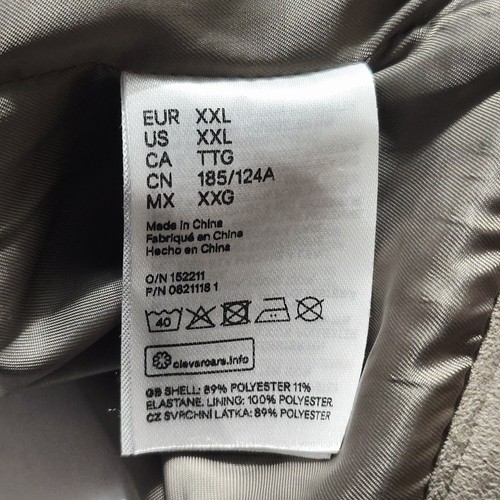 EUR XXL
US XXL
CA TTG
CN 185/124A
MX XXG
Made in China
Fabriqué en China
Hecho en China
O/N 152211
P/N 0821118 1
40
clevercare.info
GB SHELL: 89% POLYESTER 11%
ELASTANE. LINING: 100% POLYESTER.
CZ SVRCHNÍ LÁTKA: 89% POLYESTER